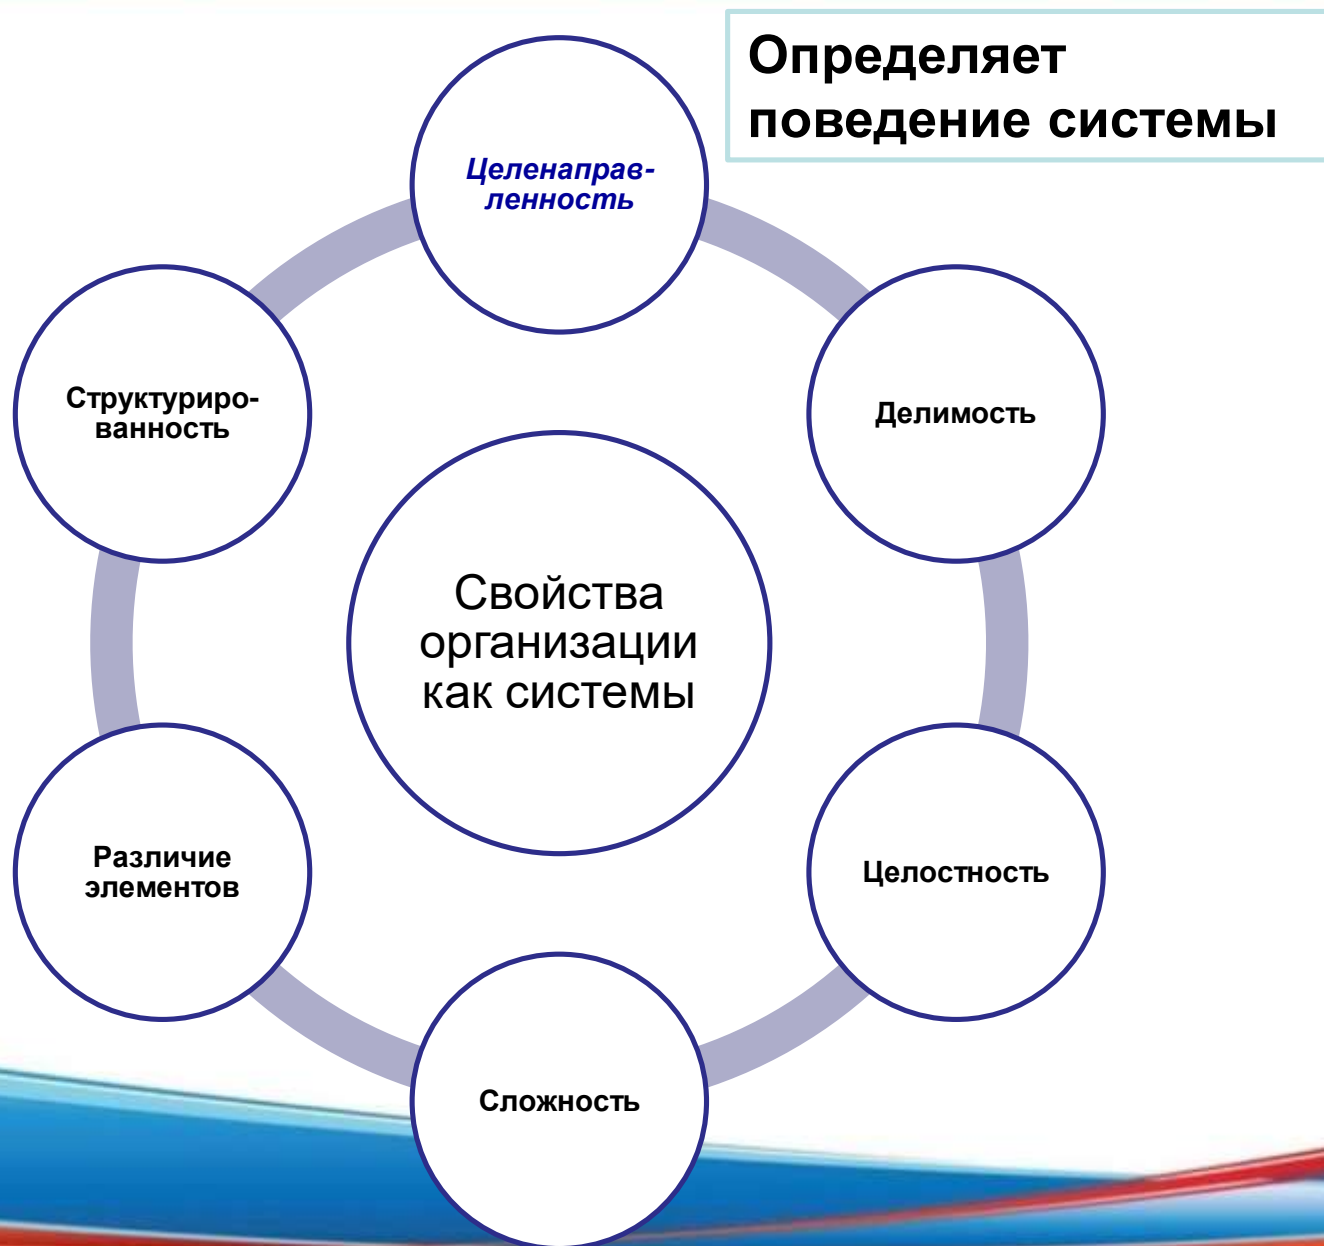 Определяет
поведение системы
Целенаправ-
ленность
Структуриро-
ванность
Делимость
Свойства
организации
как системы
Различие
элементов
Целостность
Сложность